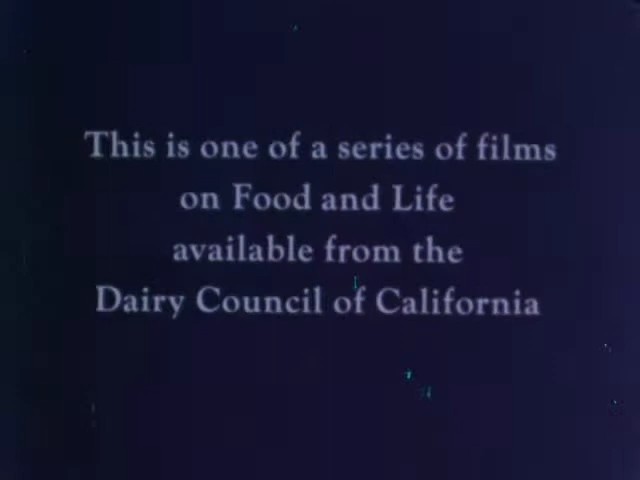 This is one of a series of films
on Food and Life
available from the
Dairy Council of California